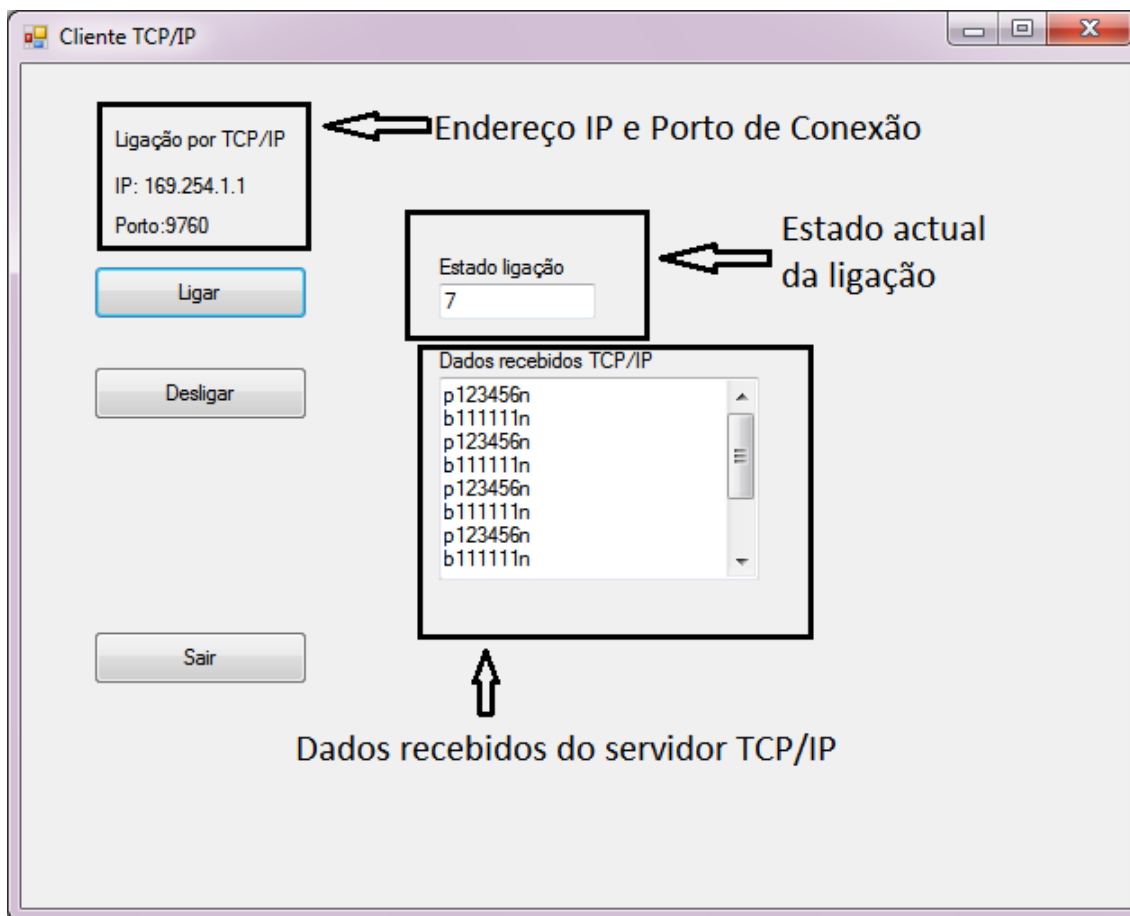 Cliente TCP/IP
Ligação por TCP/IP
IP: 169.254.1.1
Porto:9760
Endereço IP e Porto de Conexão
Ligar
Estado ligação
7
Estado actual
da ligação
Desligar
Dados recebidos TCP/IP
p123456n
b111111n
p123456n
b111111n
p123456n
b111111n
p123456n
b111111n
Sair
Dados recebidos do servidor TCP/IP